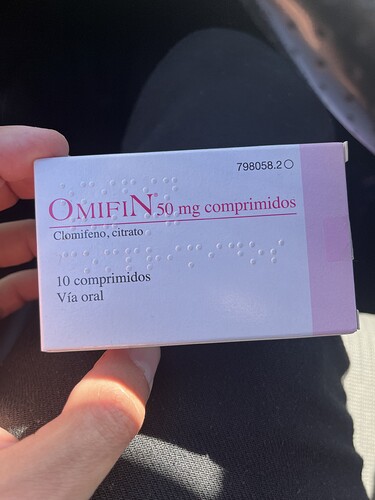 798058.2○
OMIFIN® 50 mg comprimidos
Clomifeno, citrato
10 comprimidos
Vía oral